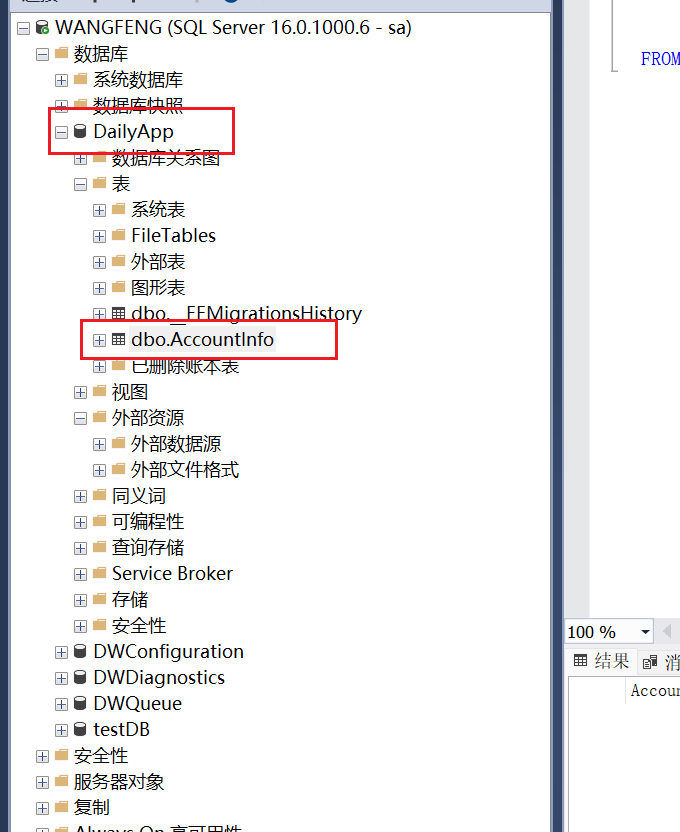 WANGFENG (SQL Server 16.0.1000.6 - sa)
数据库
系统数据库
数据库快照
DailyApp
数据库关系图
表
系统表
FileTables
外部表
图形表
dbo.__EFMigrationsHistory
dbo.AccountInfo
已删除账本表
视图
外部资源
外部数据源
外部文件格式
同义词
可编程性
查询存储
Service Broker
存储
安全性
DWConfiguration
DWDiagnostics
DWQueue
testDB
安全性
服务器对象
复制
Always On 高可用性
FROM
100 %
结果
消
Accoun